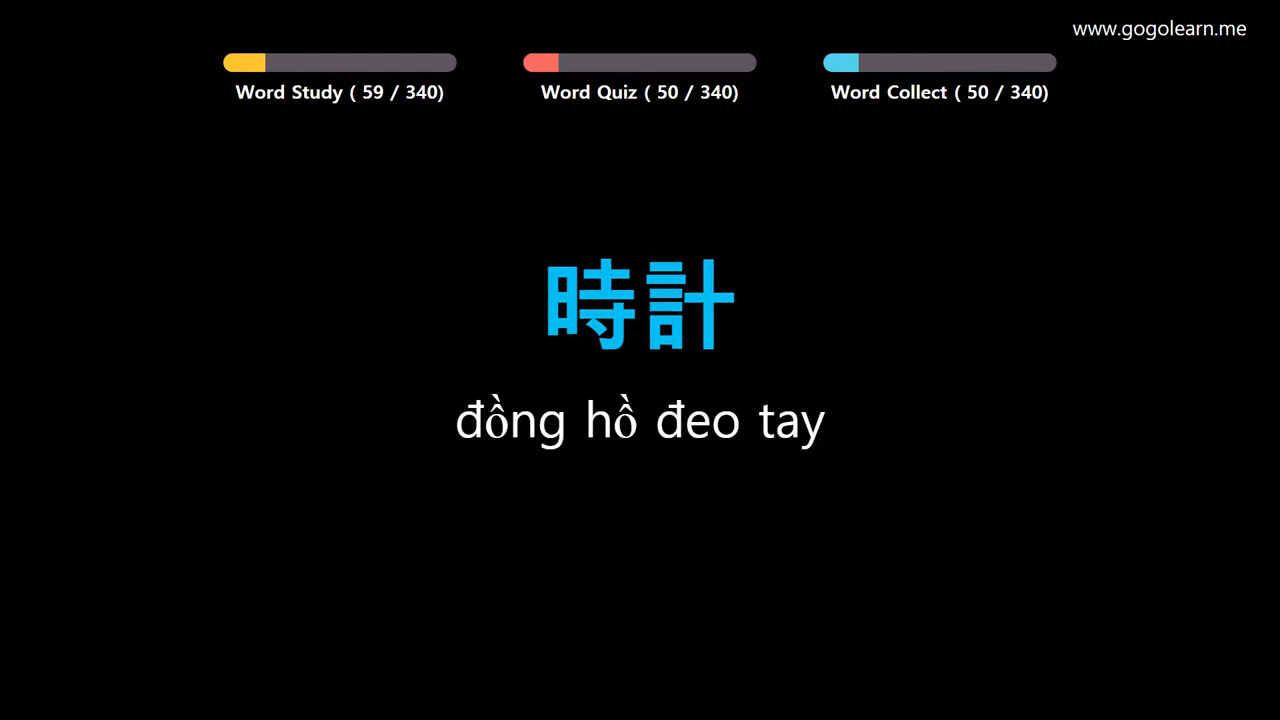 www.gogolearn.me
Word Study ( 59 / 340)
Word Quiz ( 50 / 340)
Word Collect ( 50 / 340)
時計
đồng hồ đeo tay